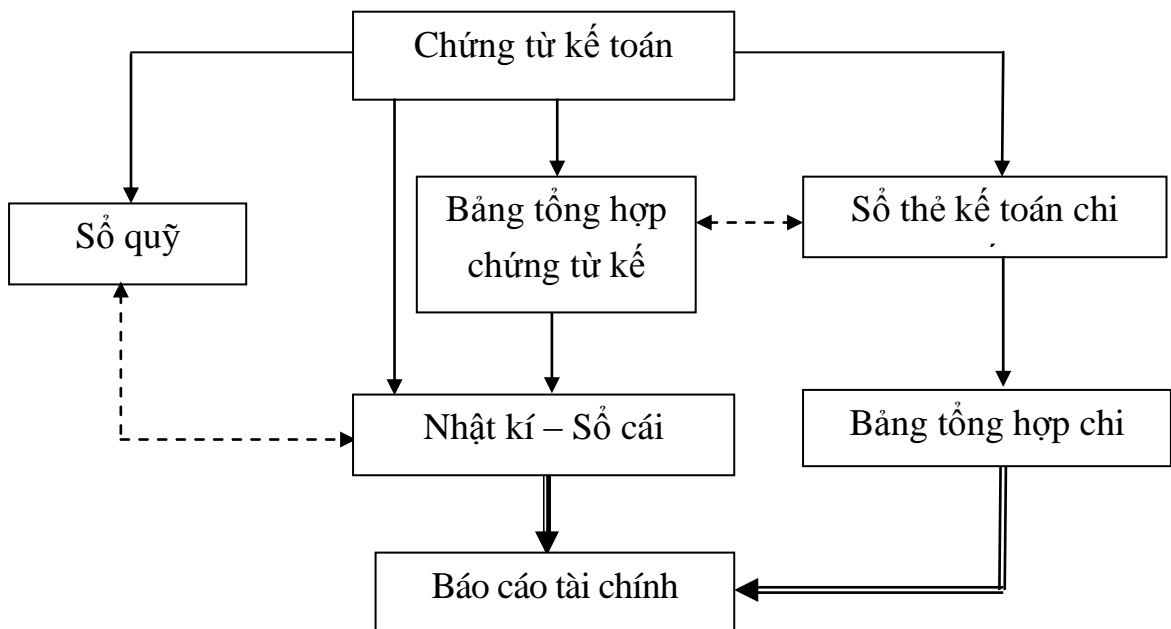 Chứng từ kế toán
Sổ quỹ
Bảng tổng hợp
chứng từ kế
Sổ thẻ kế toán chi
Nhật kí – Sổ cái
Bảng tổng hợp chi
Báo cáo tài chính